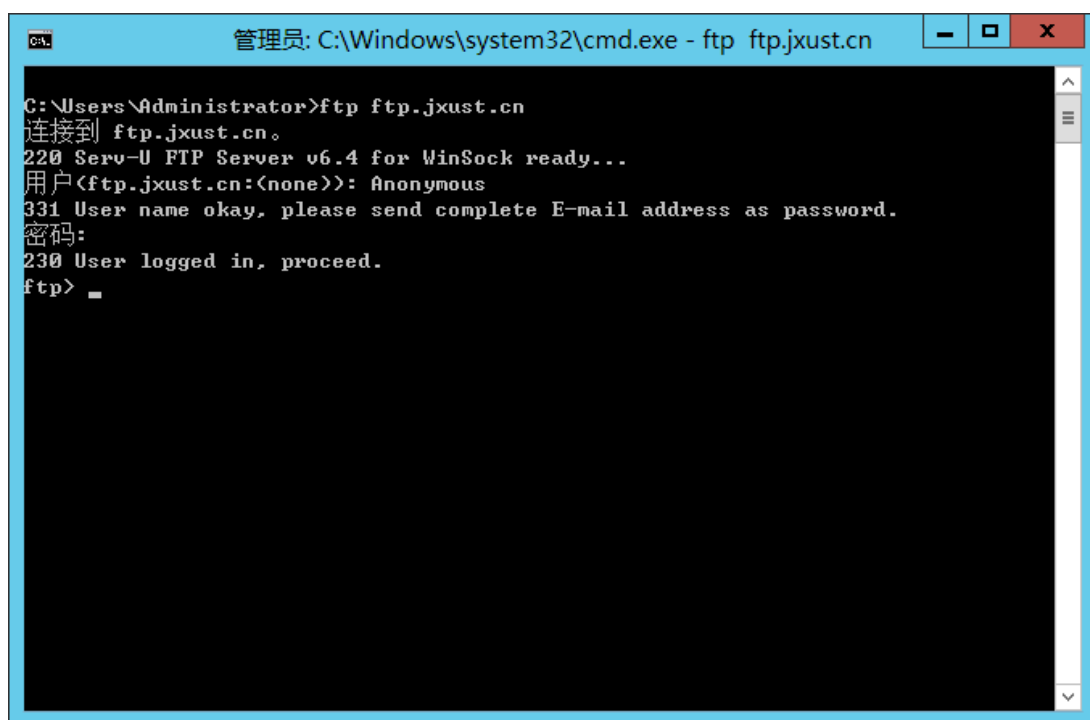 管理员: C:\Windows\system32\cmd.exe - ftp  ftp.jxust.cn
C:\Users\Administrator>ftp ftp.jxust.cn
连接到 ftp.jxust.cn。
220 Serv-U FTP Server v6.4 for WinSock ready...
用户(ftp.jxust.cn:(none)): Anonymous
331 User name okay, please send complete E-mail address as password.
密码:
230 User logged in, proceed.
ftp> _